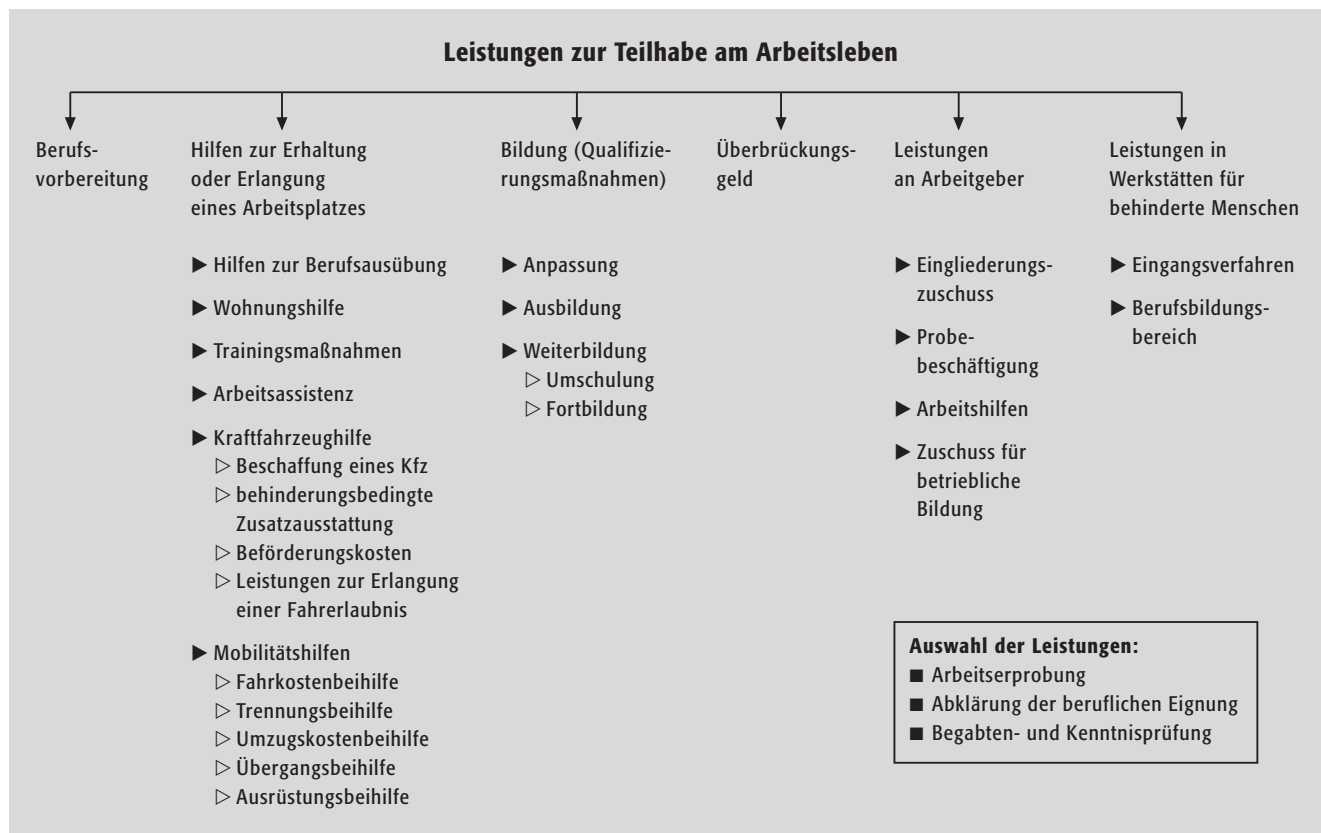 Leistungen zur Teilhabe am Arbeitsleben
Berufs-
vorbereitung
Hilfen zur Erhaltung
oder Erlangung
eines Arbeitsplatzes
▶ Hilfen zur Berufsausübung
▶ Wohnungshilfe
▶ Trainingsmaßnahmen
▶ Arbeitsassistenz
▶ Kraftfahrzeughilfe
▷ Beschaffung eines Kfz
▷ behinderungsbedingte
Zusatzausstattung
▷ Beförderungskosten
▷ Leistungen zur Erlangung
einer Fahrerlaubnis
▶ Mobilitätshilfen
▷ Fahrkostenbeihilfe
▷ Trennungsbeihilfe
▷ Umzugskostenbeihilfe
▷ Übergangsbeihilfe
▷ Ausrüstungsbeihilfe
Bildung (Qualifizie-
rungsmaßnahmen)
▶ Anpassung
▶ Ausbildung
▶ Weiterbildung
▷ Umschulung
▷ Fortbildung
Überbrückungs-
geld
Leistungen
an Arbeitgeber
▶ Eingliederungs-
zuschuss
▶ Probe-
beschäftigung
▶ Arbeitshilfen
▶ Zuschuss für
betriebliche
Bildung
Leistungen in
Werkstätten für
behinderte Menschen
▶ Eingangsverfahren
▶ Berufsbildungs-
bereich
Auswahl der Leistungen:
■ Arbeitserprobung
■ Abklärung der beruflichen Eignung
■ Begabten- und Kenntnisprüfung